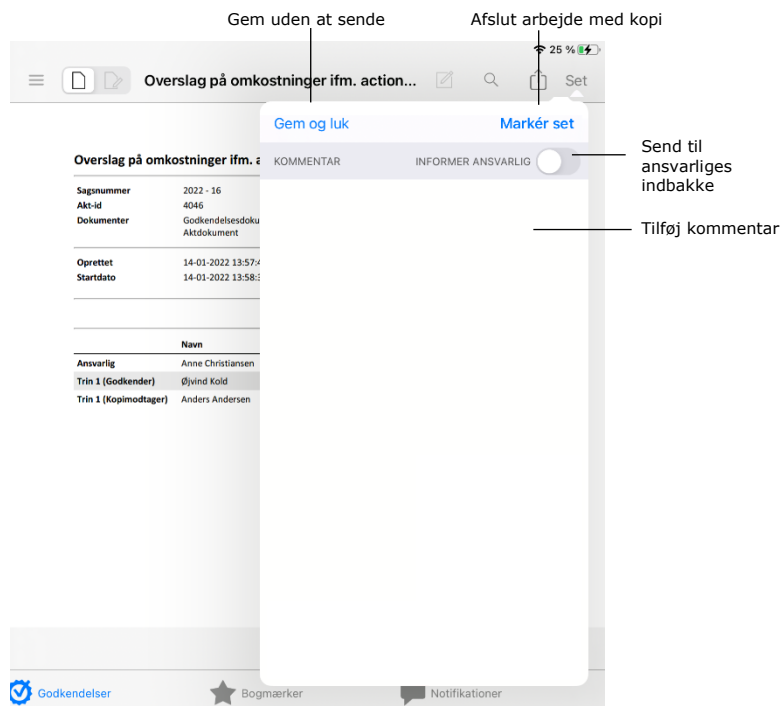 Gem uden at sende
Afslut arbejde med kopi
25 %
Overslag på omkostninger ifm. action...
Set
Gem og luk
Markér set
KOMMENTAR
INFORMER ANSVARLIG
Send til
ansvarliges
indbakke
Tilføj kommentar
Overslag på omkostninger ifm. a
Sagsnummer 2022 - 16
Akt-id 4046
Dokumenter Godkendelsesdoku
Aktdokument
Oprettet 14-01-2022 13:57:4
Startdato 14-01-2022 13:58:3
Navn
Ansvarlig Anne Christiansen
Trin 1 (Godkender) Øjvind Kold
Trin 1 (Kopimodtager) Anders Andersen
Godkendelser
Bogmærker
Notifikationer